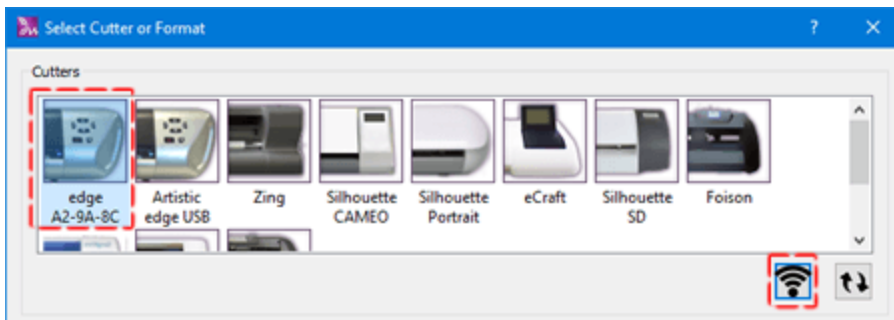 Select Cutter or Format
?
Cutters
edge
A2-9A-8C
Artistic
edge USB
Zing
Silhouette
CAMEO
Silhouette
Portrait
eCraft
Silhouette
SD
Foison